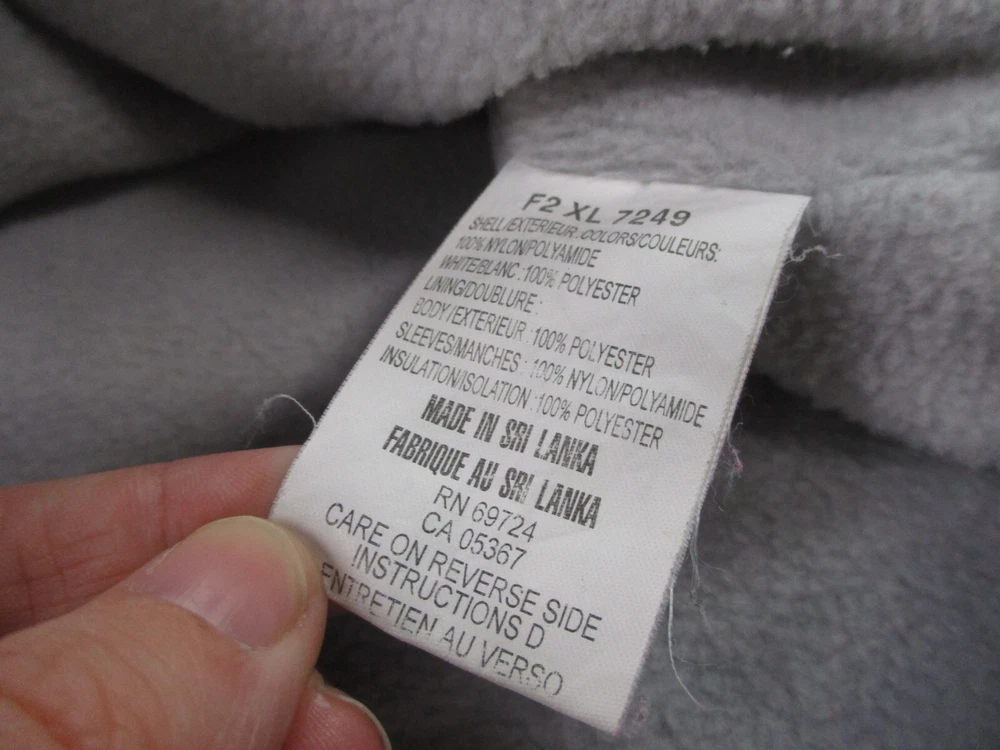 F2 XL 7249
SHELL/EXTERIEUR.COLORS/COULEURS:
100% NYLON/POLYAMIDE
WHITE/BLANC:100% POLYESTER
LINING/DOUBLURE:
BODY/EXTERIEUR:100% POLYESTER
SLEEVES/MANCHES:100% NYLON/POLYAMIDE
INSULATION/ISOLATION:100% POLYESTER
MADE IN SRI LANKA
FABRIQUE AU SRI LANKA
RN 69724
CA 05367
CARE ON REVERSE SIDE
INSTRUCTIONS D
ENTRETIEN AU VERSO